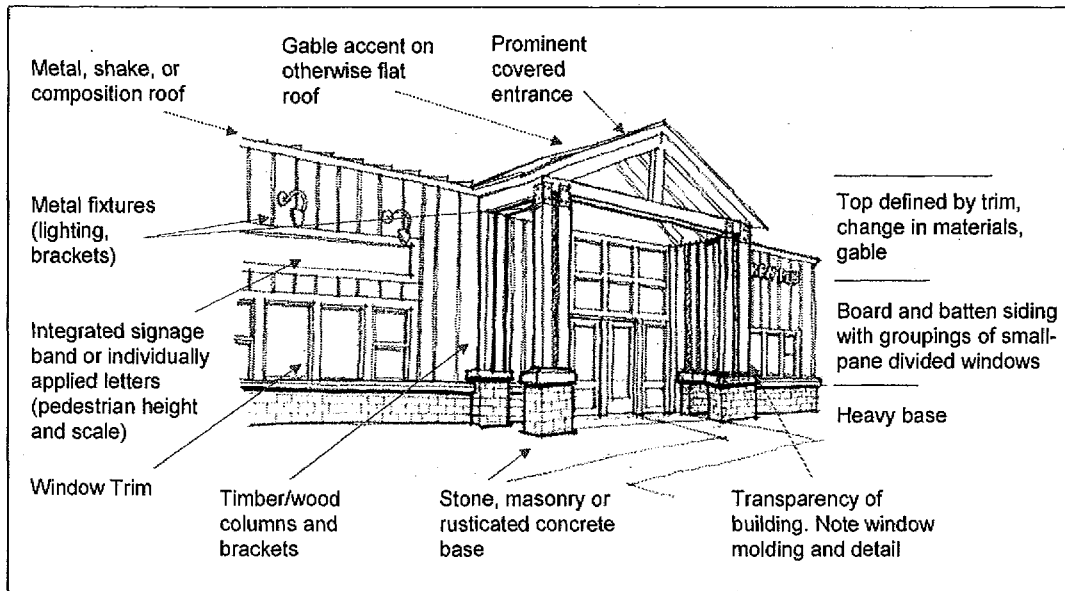 Metal, shake, or
composition roof
Gable accent on
otherwise flat
roof
Prominent
covered
entrance
Metal fixtures
(lighting,
brackets)
Integrated signage
band or individually
applied letters
(pedestrian height
and scale)
Window Trim
Timber/wood
columns and
brackets
Stone, masonry or
rusticated concrete
base
Transparency of
building. Note window
molding and detail
Top defined by trim,
change in materials,
gable
Board and batten siding
with groupings of small-
pane divided windows
Heavy base